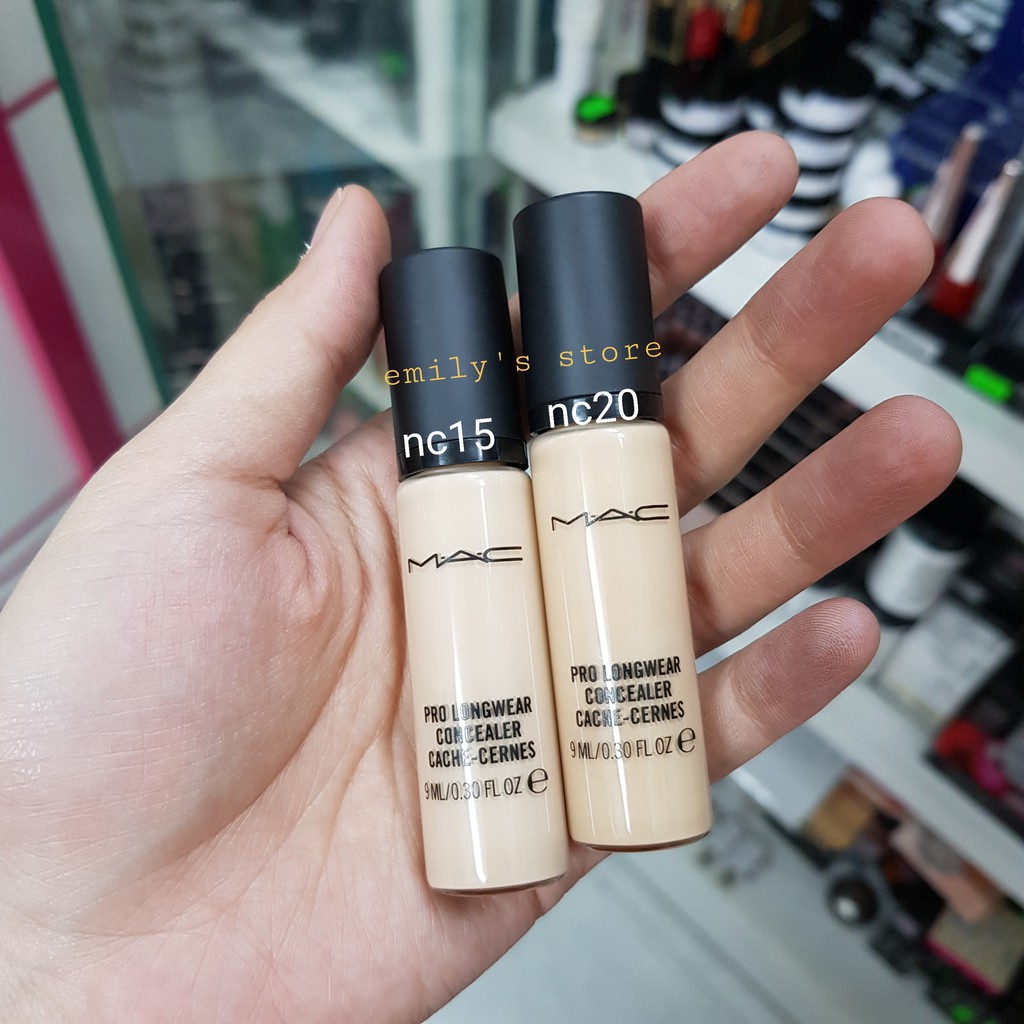 emily's store
nc15
nc20
M·A·C
PRO LONGWEAR
CONCEALER
CACHE-CERNES
9 ML/0.30 FL OZ e
M·A·C
PRO LONGWEAR
CONCEALER
CACHE-CERNES
9 ML/0.30 FL OZ e